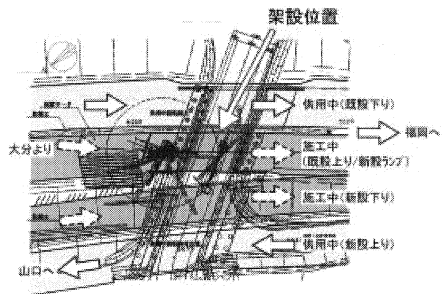 架設位置
供用中(既設下り)
福岡へ
大分より
施工中
(既設上り/新設ランプ)
施工中(新設下り)
供用中(新設上り)
山口へ